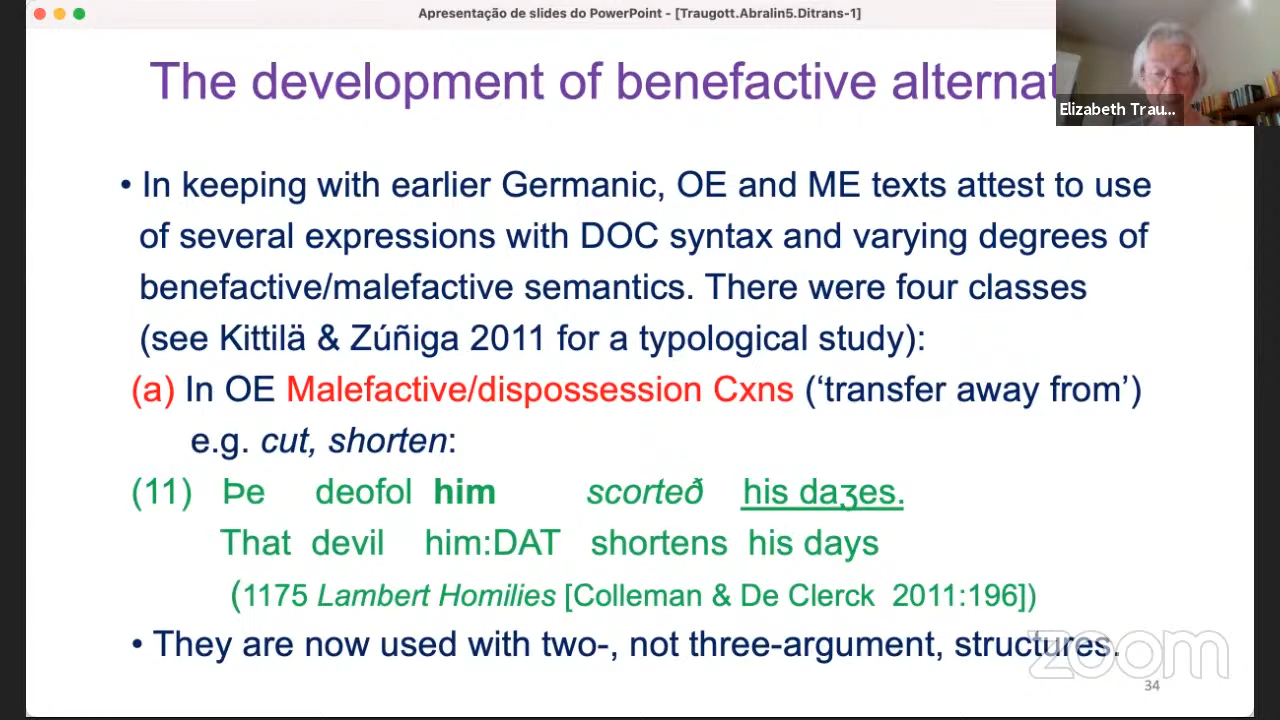 Apresentação de slides do PowerPoint - [Traugott.Abralin5.Ditrans-1]
The development of benefactive alternat
Elizabeth Trau...
• In keeping with earlier Germanic, OE and ME texts attest to use
of several expressions with DOC syntax and varying degrees of
benefactive/malefactive semantics. There were four classes
(see Kittilä & Zúñiga 2011 for a typological study):
(a) In OE Malefactive/dispossession Cxns (‘transfer away from’)
e.g. cut, shorten:
(11) Þe deofol him scorteð his daʒes.
That devil him:DAT shortens his days
(1175 Lambert Homilies [Colleman & De Clerck 2011:196])
• They are now used with two-, not three-argument, structures.
zoom
34